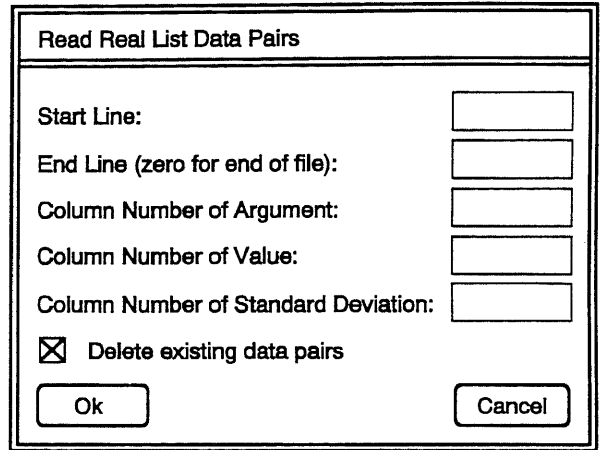 Read Real List Data Pairs
Start Line:
End Line (zero for end of file):
Column Number of Argument:
Column Number of Value:
Column Number of Standard Deviation:
Delete existing data pairs
Ok Cancel